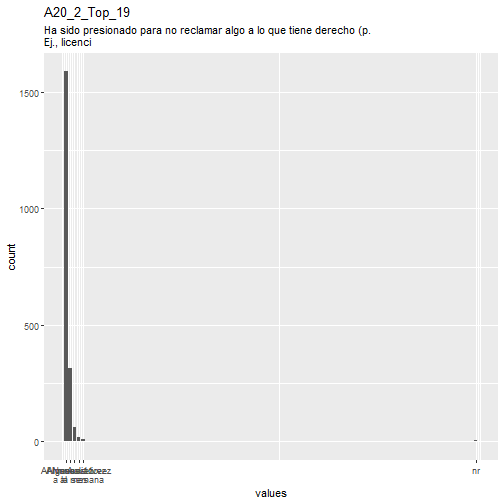 A20_2_Top_19
Ha sido presionado para no reclamar algo a lo que tiene derecho (p.
Ej., licenci
1500
1000
500
0
count
nr
values